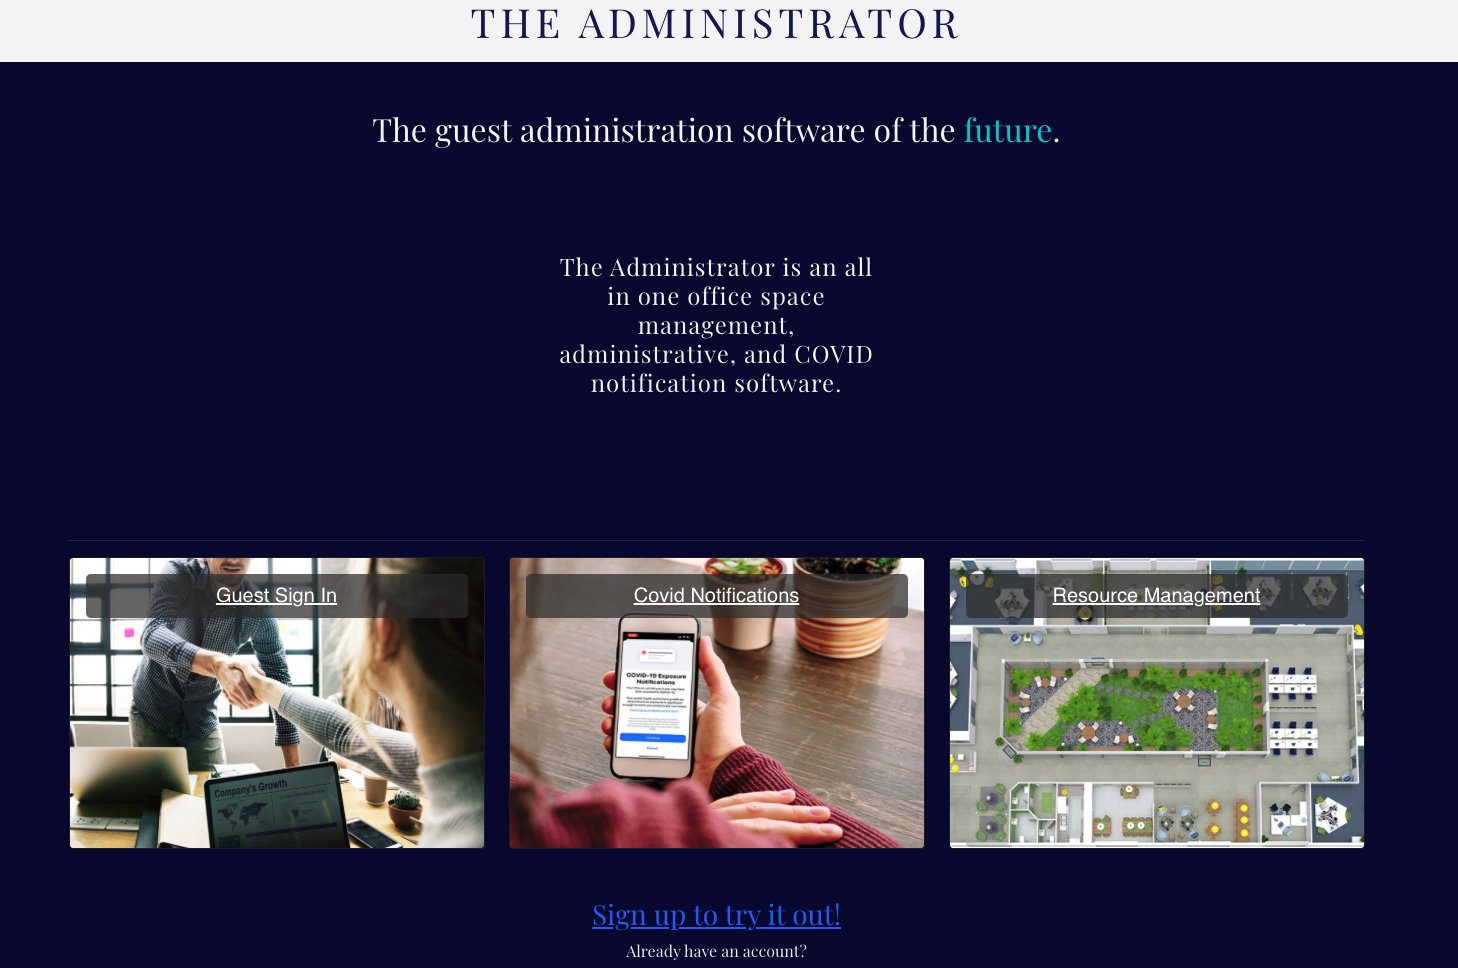 THE ADMINISTRATOR
The guest administration software of the future.
The Administrator is an all
in one office space
management,
administrative, and COVID
notification software.
Guest Sign In
Covid Notifications
Resource Management
COVID-19 Exposure
Notifications
Company's Growth
Sign up to try it out!
Already have an account?